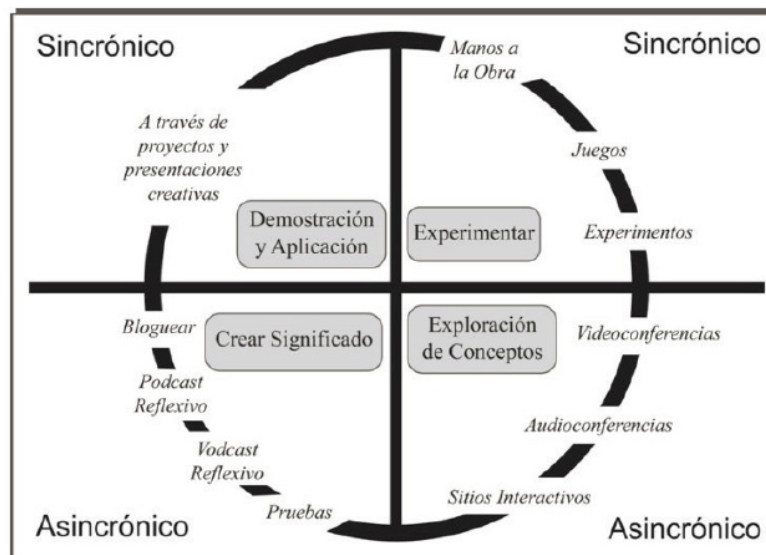 Sincrónico
Sincrónico
Manos a
la Obra
A través de
proyectos y
presentaciones
creativas
Juegos
Demostración
y Aplicación
Experimentar
Experimentos
Bloguear
Crear Significado
Exploración
de Conceptos
Videoconferencias
Podcast
Reflexivo
Vodcast
Reflexivo
Audioconferencias
Pruebas
Sitios Interactivos
Asincrónico
Asincrónico